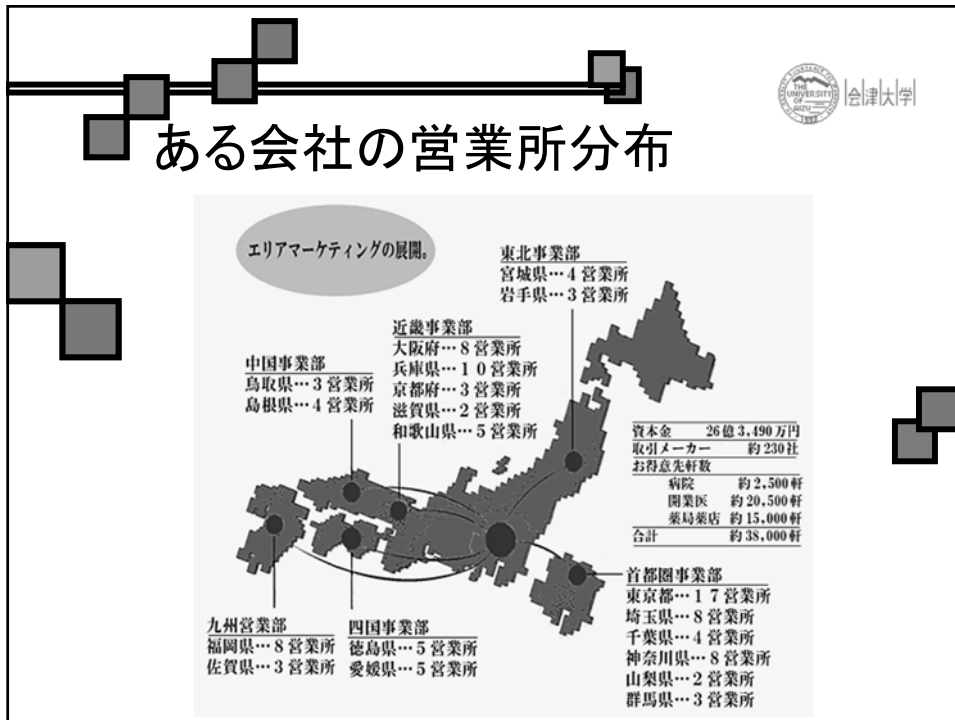 THE
UNIVERSITY
OF
AIZU
1992
会津大学
ある会社の営業所分布
エリアマーケティングの展開。
東北事業部
宮城県…4営業所
岩手県…3営業所
近畿事業部
大阪府…8営業所
兵庫県…10営業所
京都府…3営業所
滋賀県…2営業所
和歌山県…5営業所
中国事業部
鳥取県…3営業所
島根県…4営業所
資本金 26億3,490万円
取引メーカー 約230社
お得意先軒数
病院 約2,500軒
開業医 約20,500軒
薬局薬店 約15,000軒
合計 約38,000軒
首都圏事業部
東京都…17営業所
埼玉県…8営業所
千葉県…4営業所
神奈川県…8営業所
山梨県…2営業所
群馬県…3営業所
九州営業部
福岡県…8営業所
佐賀県…3営業所
四国事業部
徳島県…5営業所
愛媛県…5営業所